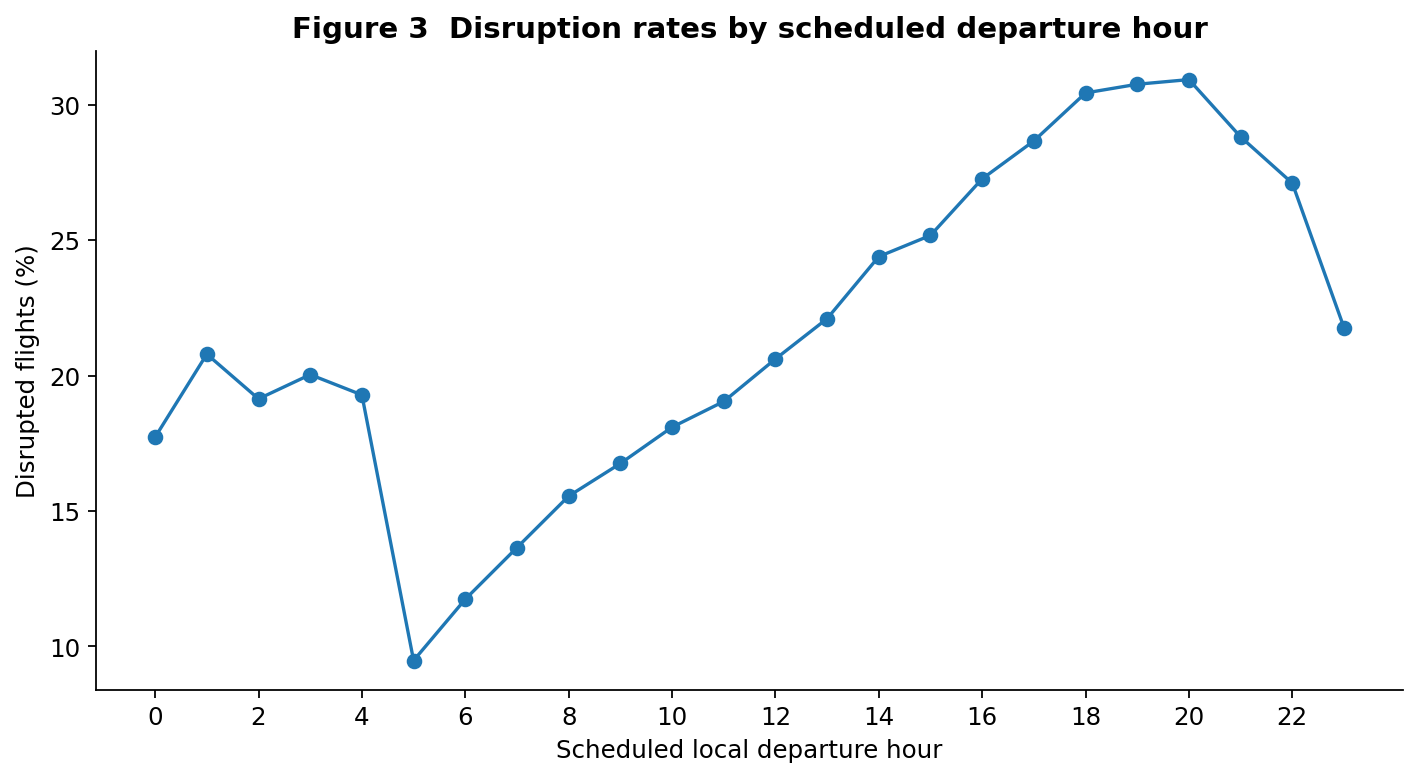 Figure 3  Disruption rates by scheduled departure hour
Disrupted flights (%)
30
25
20
15
10
0 2 4 6 8 10 12 14 16 18 20 22
Scheduled local departure hour